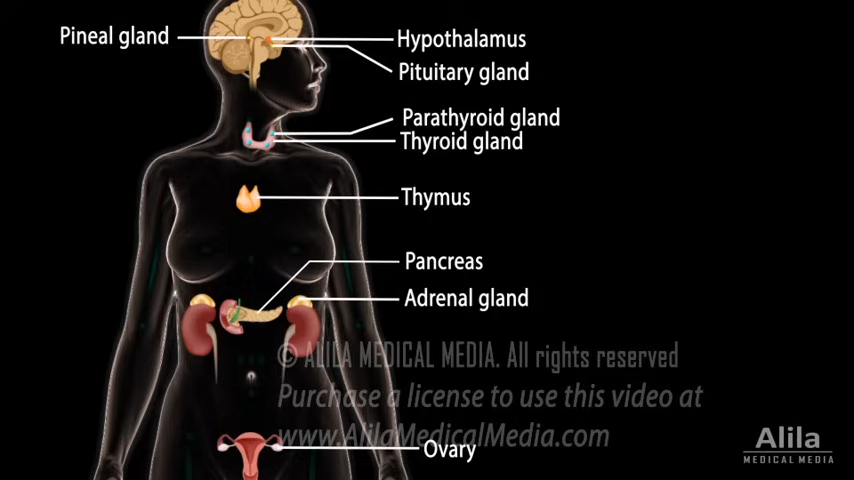 Pineal gland
Hypothalamus
Pituitary gland
Parathyroid gland
Thyroid gland
Thymus
Pancreas
Adrenal gland
© ALILA MEDICAL MEDIA. All rights reserved
Purchase a license to use this video at
www.AlilaMedicalMedia.com
Ovary
Alila
MEDICAL MEDIA